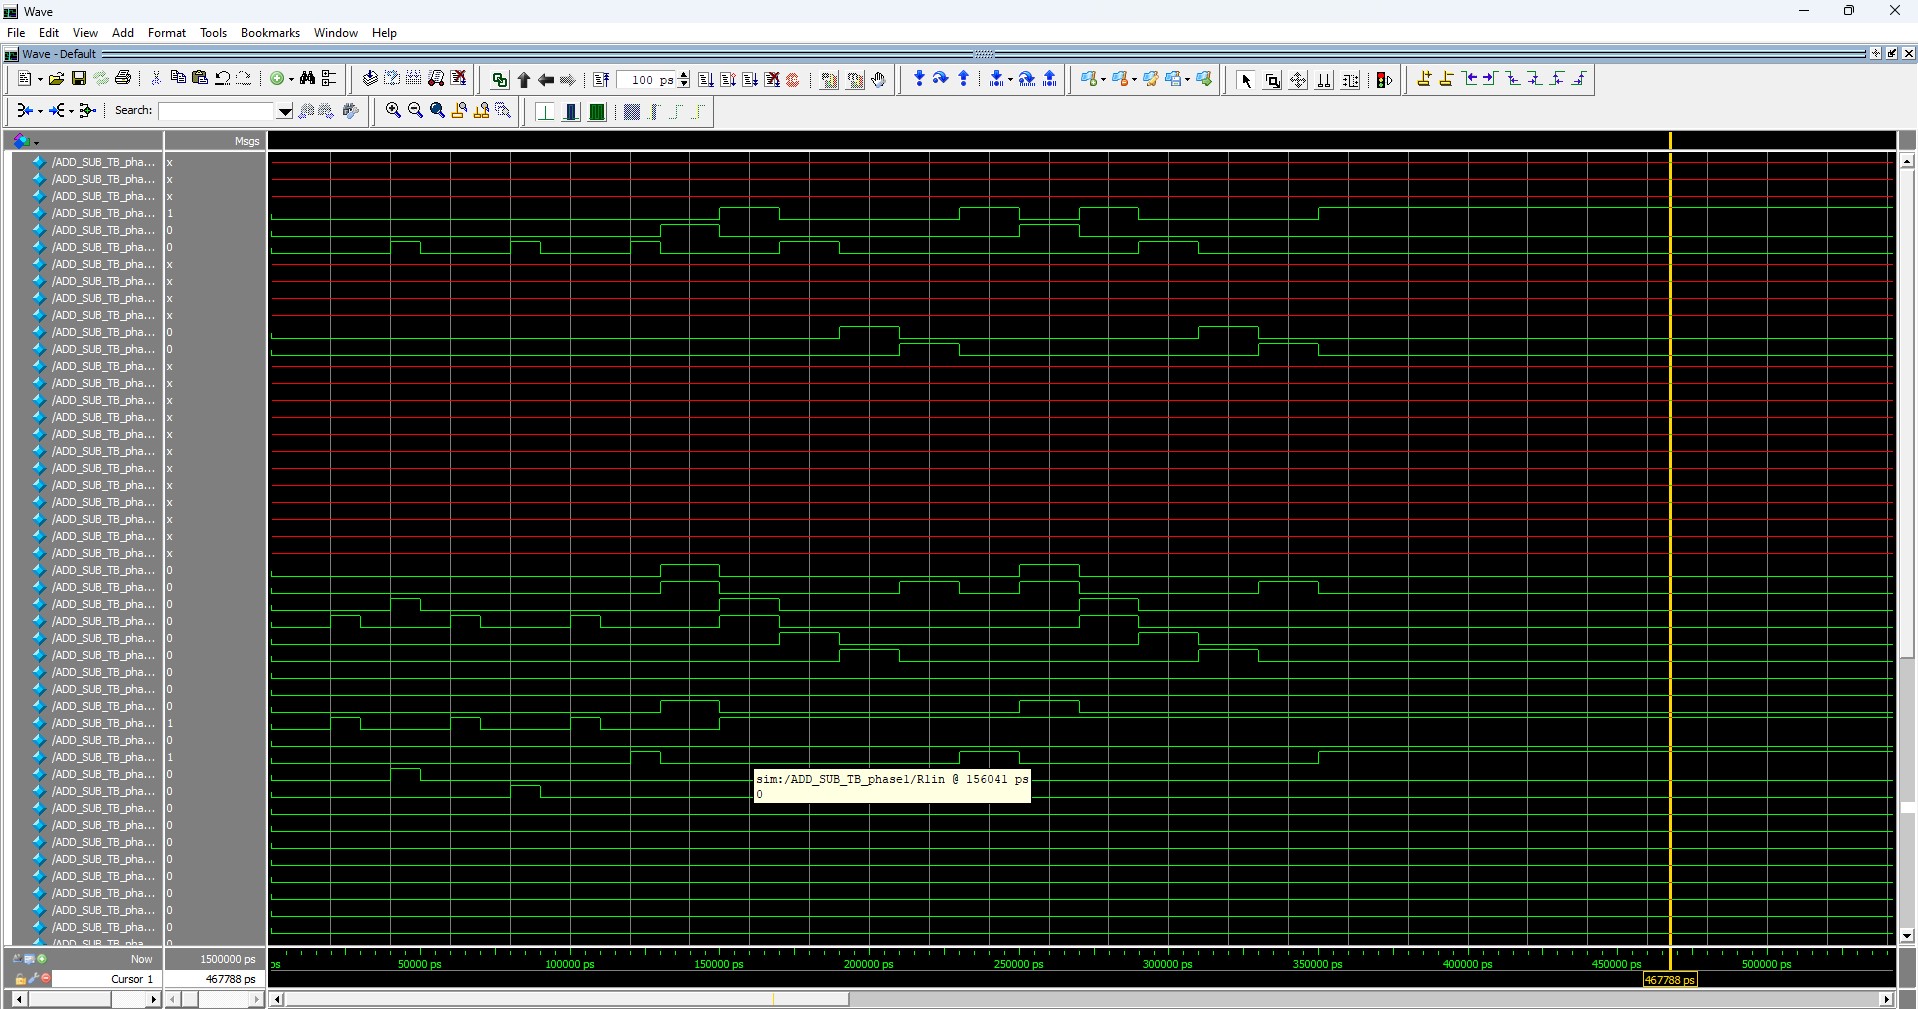 Wave
File Edit View Add Format Tools Bookmarks Window Help
Wave - Default
100 ps
Search:
Msgs
/ADD_SUB_TB_pha... x
/ADD_SUB_TB_pha... x
/ADD_SUB_TB_pha... x
/ADD_SUB_TB_pha... 1
/ADD_SUB_TB_pha... 0
/ADD_SUB_TB_pha... 0
/ADD_SUB_TB_pha... x
/ADD_SUB_TB_pha... x
/ADD_SUB_TB_pha... x
/ADD_SUB_TB_pha... x
/ADD_SUB_TB_pha... 0
/ADD_SUB_TB_pha... 0
/ADD_SUB_TB_pha... x
/ADD_SUB_TB_pha... x
/ADD_SUB_TB_pha... x
/ADD_SUB_TB_pha... x
/ADD_SUB_TB_pha... x
/ADD_SUB_TB_pha... x
/ADD_SUB_TB_pha... x
/ADD_SUB_TB_pha... x
/ADD_SUB_TB_pha... x
/ADD_SUB_TB_pha... x
/ADD_SUB_TB_pha... x
/ADD_SUB_TB_pha... x
/ADD_SUB_TB_pha... 0
/ADD_SUB_TB_pha... 0
/ADD_SUB_TB_pha... 0
/ADD_SUB_TB_pha... 0
/ADD_SUB_TB_pha... 0
/ADD_SUB_TB_pha... 0
/ADD_SUB_TB_pha... 0
/ADD_SUB_TB_pha... 0
/ADD_SUB_TB_pha... 0
/ADD_SUB_TB_pha... 1
/ADD_SUB_TB_pha... 0
/ADD_SUB_TB_pha... 1
/ADD_SUB_TB_pha... 0
sim:/ADD_SUB_TB_phase1/R1in @ 156041 ps
/ADD_SUB_TB_pha... 0
0
/ADD_SUB_TB_pha... 0
/ADD_SUB_TB_pha... 0
/ADD_SUB_TB_pha... 0
/ADD_SUB_TB_pha... 0
/ADD_SUB_TB_pha... 0
/ADD_SUB_TB_pha... 0
/ADD_SUB_TB_pha... 0
/ADD_SUB_TB_pha... 0
/ADD_SUB_TB_pha 0
Now 1500000 ps
ps 50000 ps 100000 ps 150000 ps 200000 ps 250000 ps 300000 ps 350000 ps 400000 ps 450000 ps 500000 ps
Cursor 1 467788 ps
467788 ps